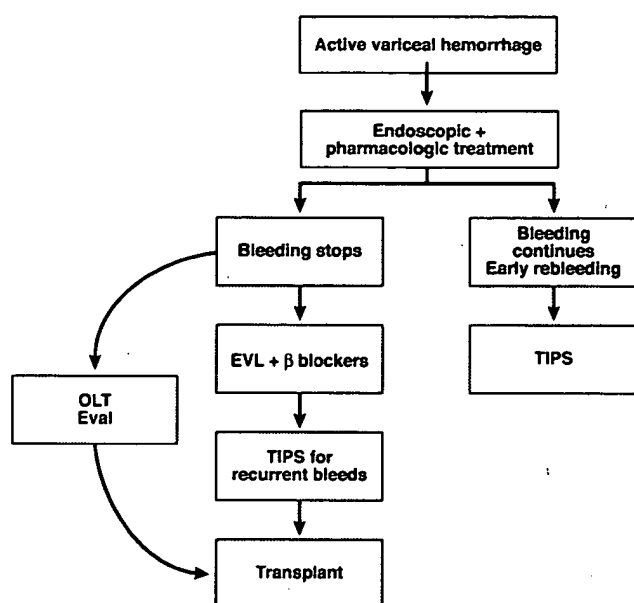 Active variceal hemorrhage
Endoscopic +
pharmacologic treatment
Bleeding stops
Bleeding
continues
Early rebleeding
EVL + β blockers
TIPS
OLT
Eval
TIPS for
recurrent bleeds
Transplant